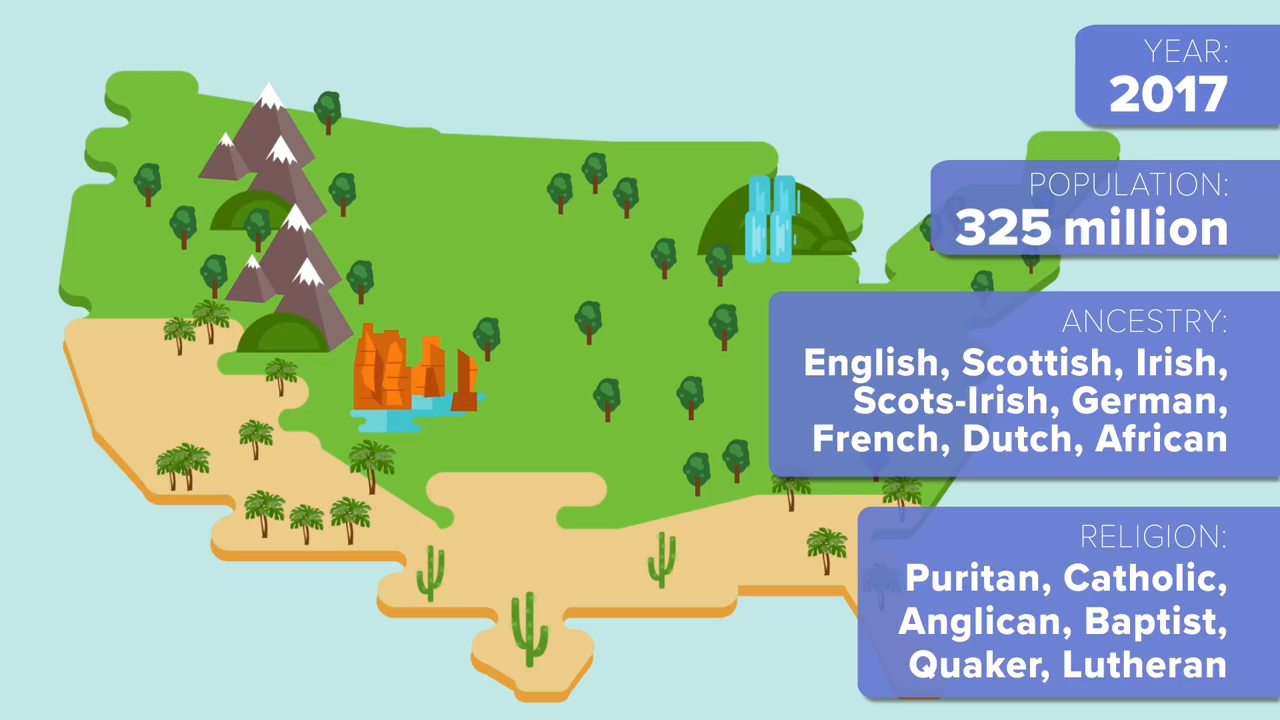 YEAR:
2017
POPULATION:
325 million
ANCESTRY:
English, Scottish, Irish,
Scots-Irish, German,
French, Dutch, African
RELIGION:
Puritan, Catholic,
Anglican, Baptist,
Quaker, Lutheran